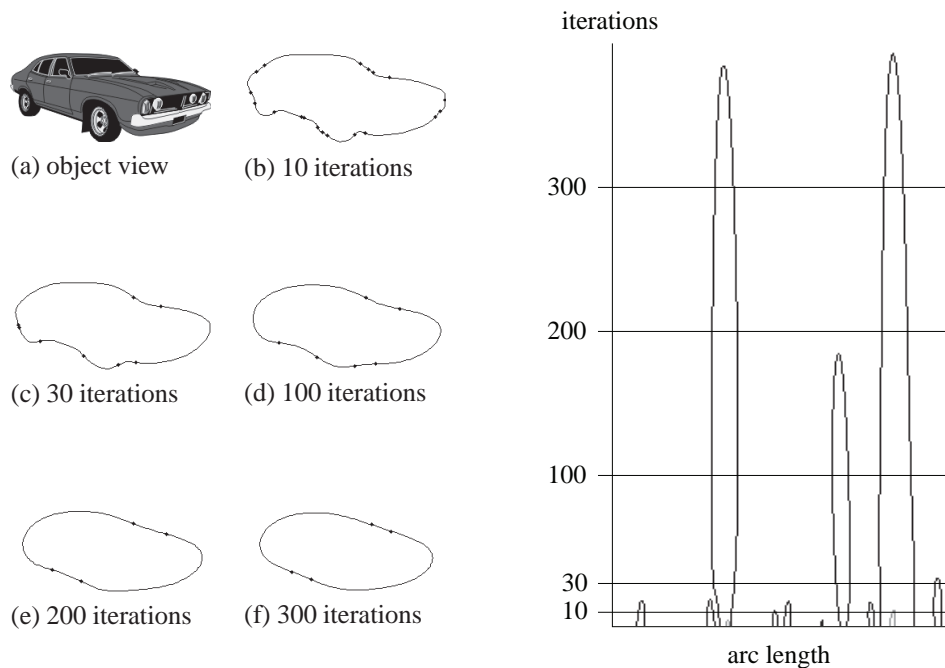 iterations
(a) object view
(b) 10 iterations
300
(c) 30 iterations
(d) 100 iterations
200
100
(e) 200 iterations
(f) 300 iterations
30
10
arc length